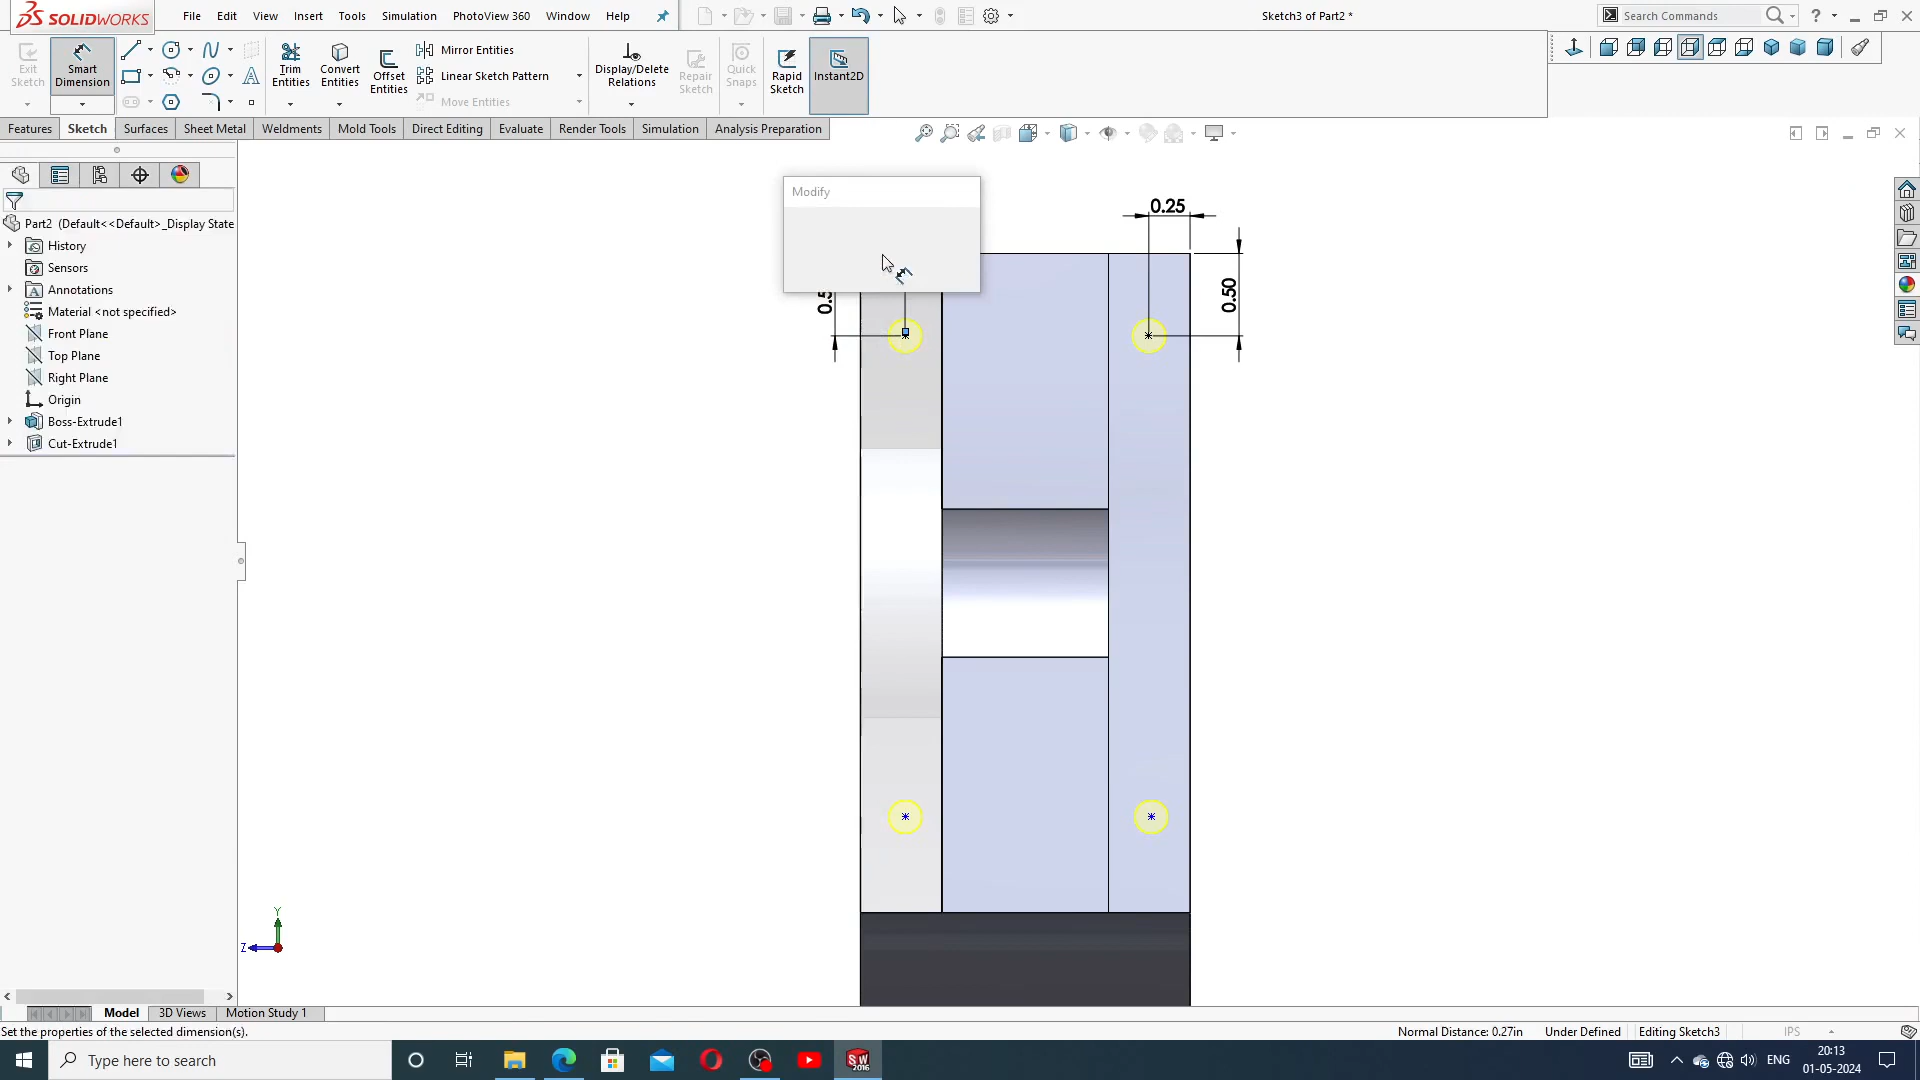 SOLIDWORKS
File Edit View Insert Tools Simulation PhotoView 360 Window Help
Sketch3 of Part2 *
Search Commands
Exit Sketch
Smart Dimension
Trim Entities
Convert Entities
Offset Entities
Mirror Entities
Linear Sketch Pattern
Move Entities
Display/Delete Relations
Repair Sketch
Quick Snaps
Rapid Sketch
Instant2D
Features Sketch Surfaces Sheet Metal Weldments Mold Tools Direct Editing Evaluate Render Tools Simulation Analysis Preparation
Part2 (Default<<Default>_Display State
History
Sensors
Annotations
Material <not specified>
Front Plane
Top Plane
Right Plane
Origin
Boss-Extrude1
Cut-Extrude1
Modify
0.25
0.50
Y
Z
Model 3D Views Motion Study 1
Set the properties of the selected dimension(s).
Normal Distance: 0.27in Under Defined Editing Sketch3 IPS
Type here to search
SW
2016
ENG
20:13
01-05-2024